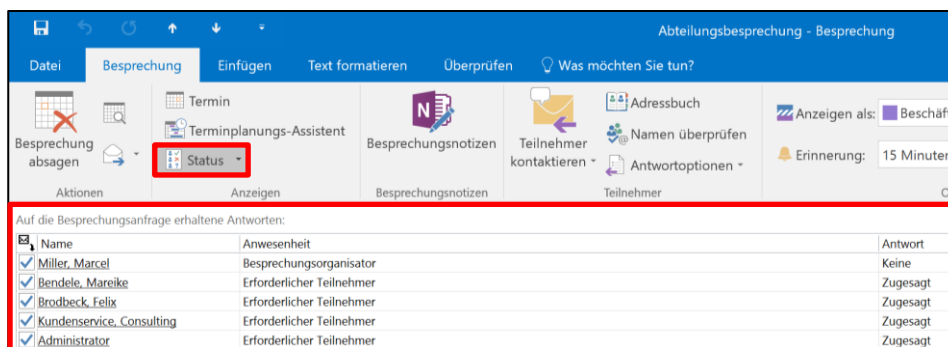 Abteilungsbesprechung - Besprechung
Datei Besprechung Einfügen Text formatieren Überprüfen Was möchten Sie tun?
Besprechung absagen
Aktionen
Termin
Terminplanungs-Assistent
Status
Anzeigen
Besprechungsnotizen
Besprechungsnotizen
Teilnehmer kontaktieren
Adressbuch
Namen überprüfen
Antwortoptionen
Teilnehmer
Anzeigen als: Beschäf
Erinnerung: 15 Minuten
Auf die Besprechungsanfrage erhaltene Antworten:
Name Anwesenheit Antwort
Miller, Marcel Besprechungsorganisator Keine
Bendele, Mareike Erforderlicher Teilnehmer Zugesagt
Brodbeck, Felix Erforderlicher Teilnehmer Zugesagt
Kundenservice, Consulting Erforderlicher Teilnehmer Zugesagt
Administrator Erforderlicher Teilnehmer Zugesagt